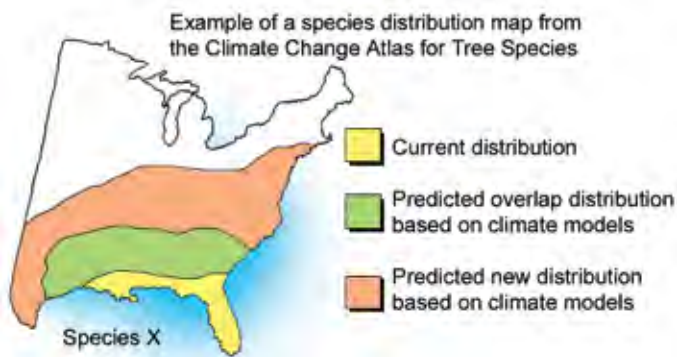 Example of a species distribution map from
the Climate Change Atlas for Tree Species
Current distribution
Predicted overlap distribution
based on climate models
Predicted new distribution
based on climate models
Species X